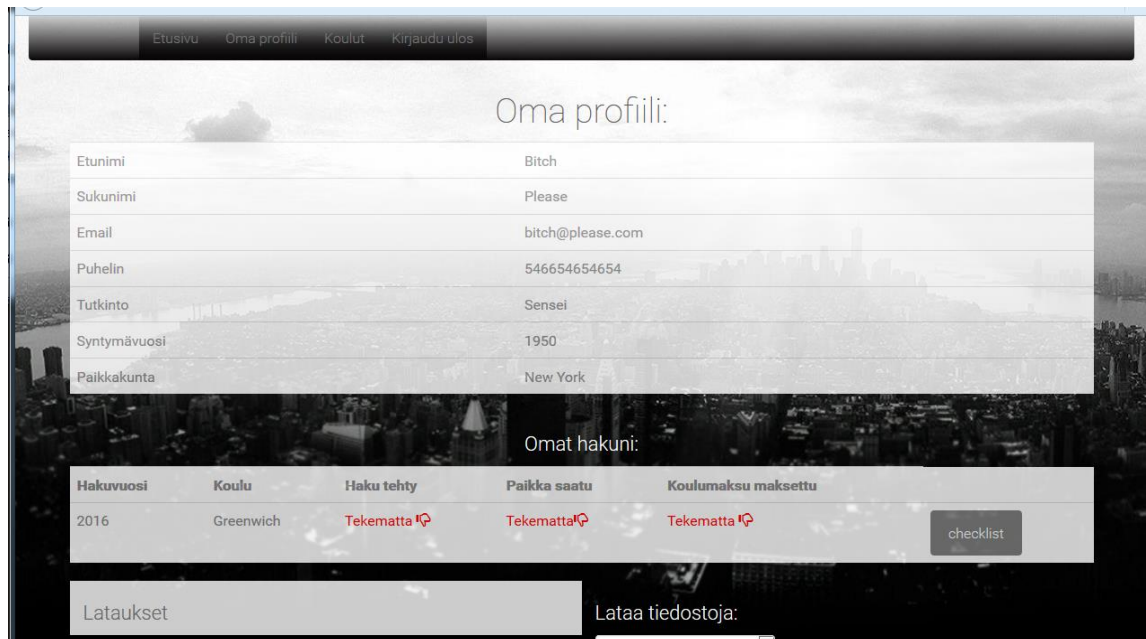 Etusivu Oma profiili Koulut Kirjaudu ulos
Oma profiili:
Etunimi Bitch
Sukunimi Please
Email bitch@please.com
Puhelin 546654654654
Tutkinto Sensei
Syntymävuosi 1950
Paikkakunta New York
Omat hakuni:
Hakuvuosi Koulu Haku tehty Paikka saatu Koulumaksu maksettu
2016 Greenwich Tekematta Tekematta Tekematta checklist
Lataukset Lataa tiedostoja: